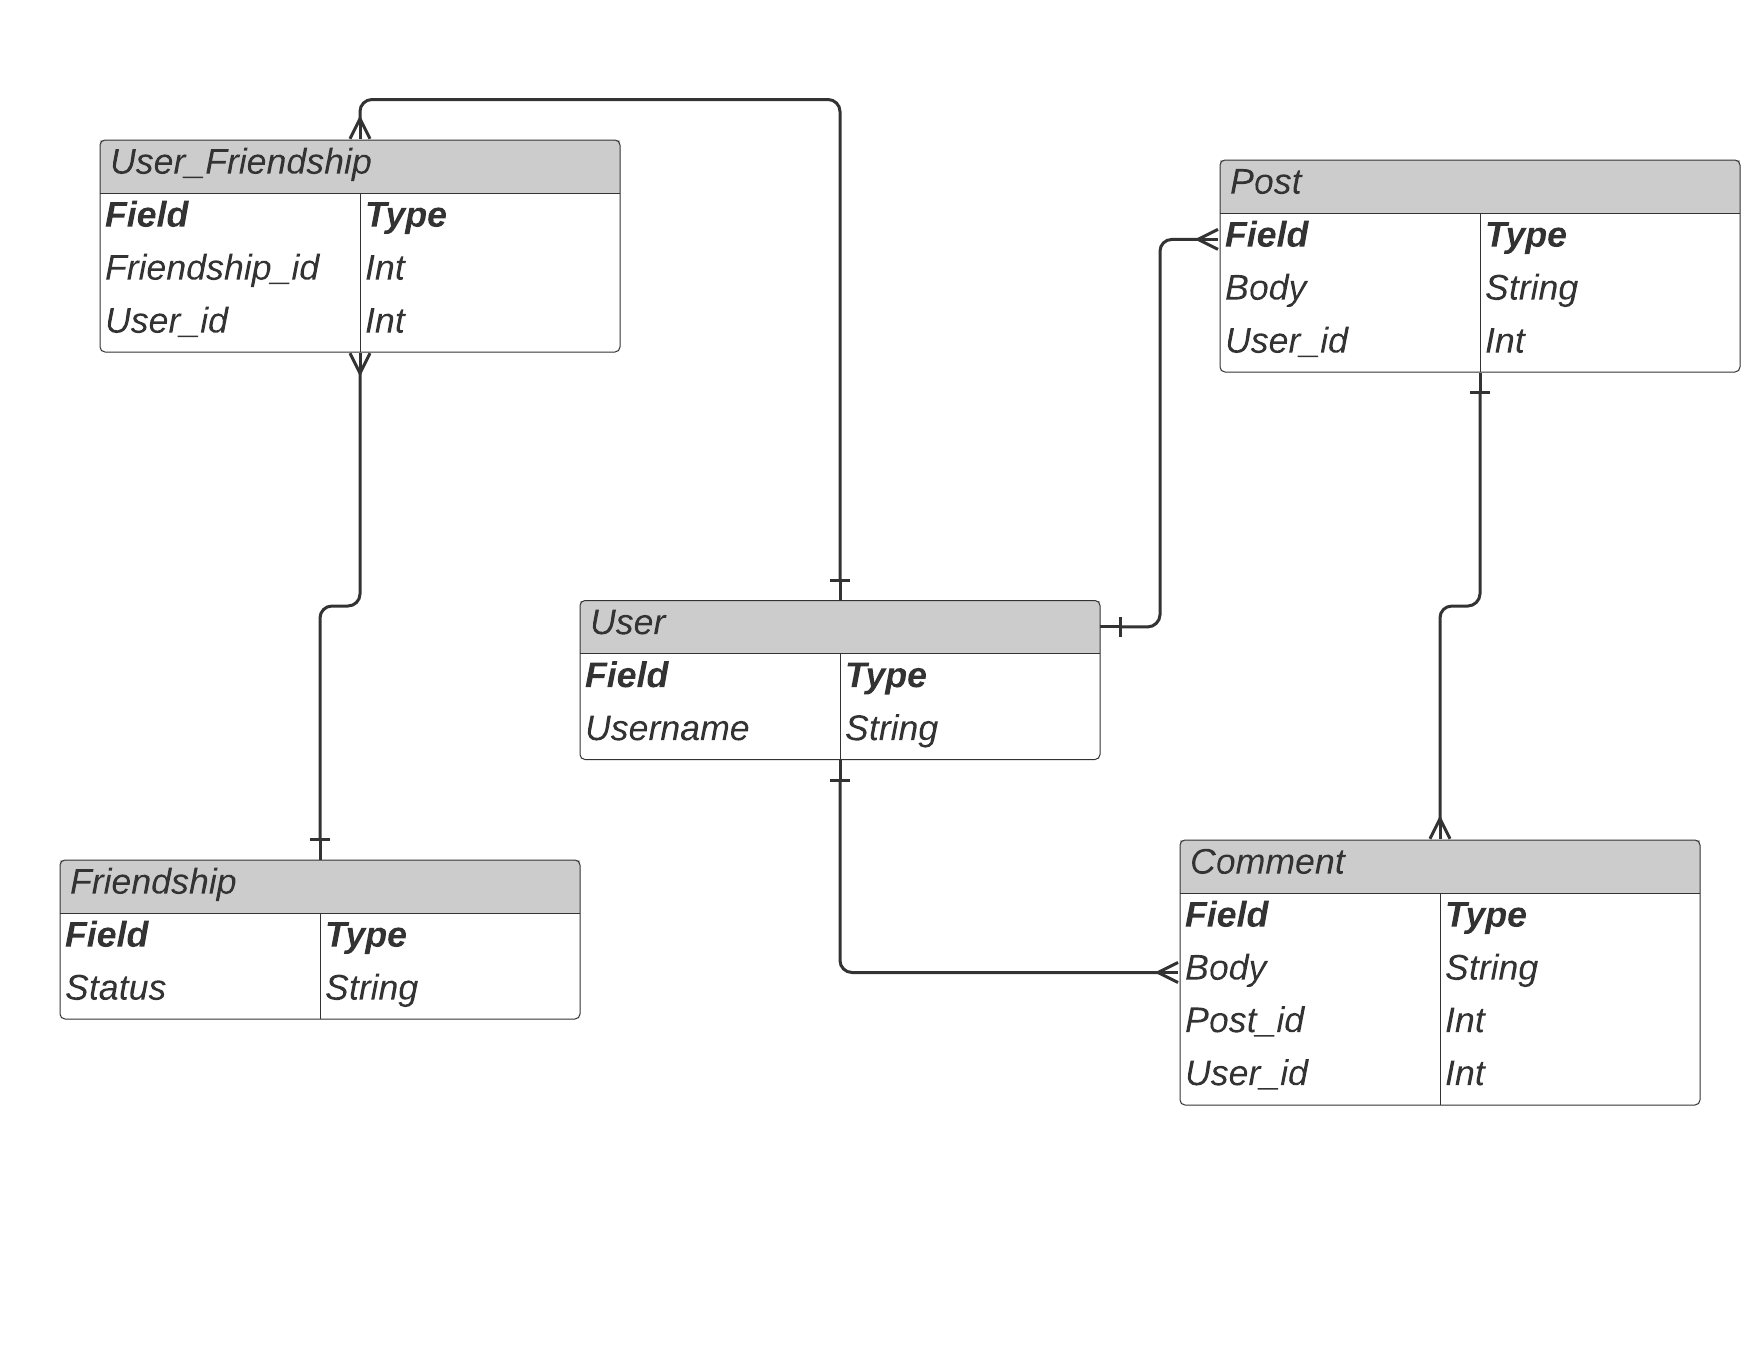 User_Friendship
Field Type
Friendship_id Int
User_id Int
Post
Field Type
Body String
User_id Int
User
Field Type
Username String
Friendship
Field Type
Status String
Comment
Field Type
Body String
Post_id Int
User_id Int